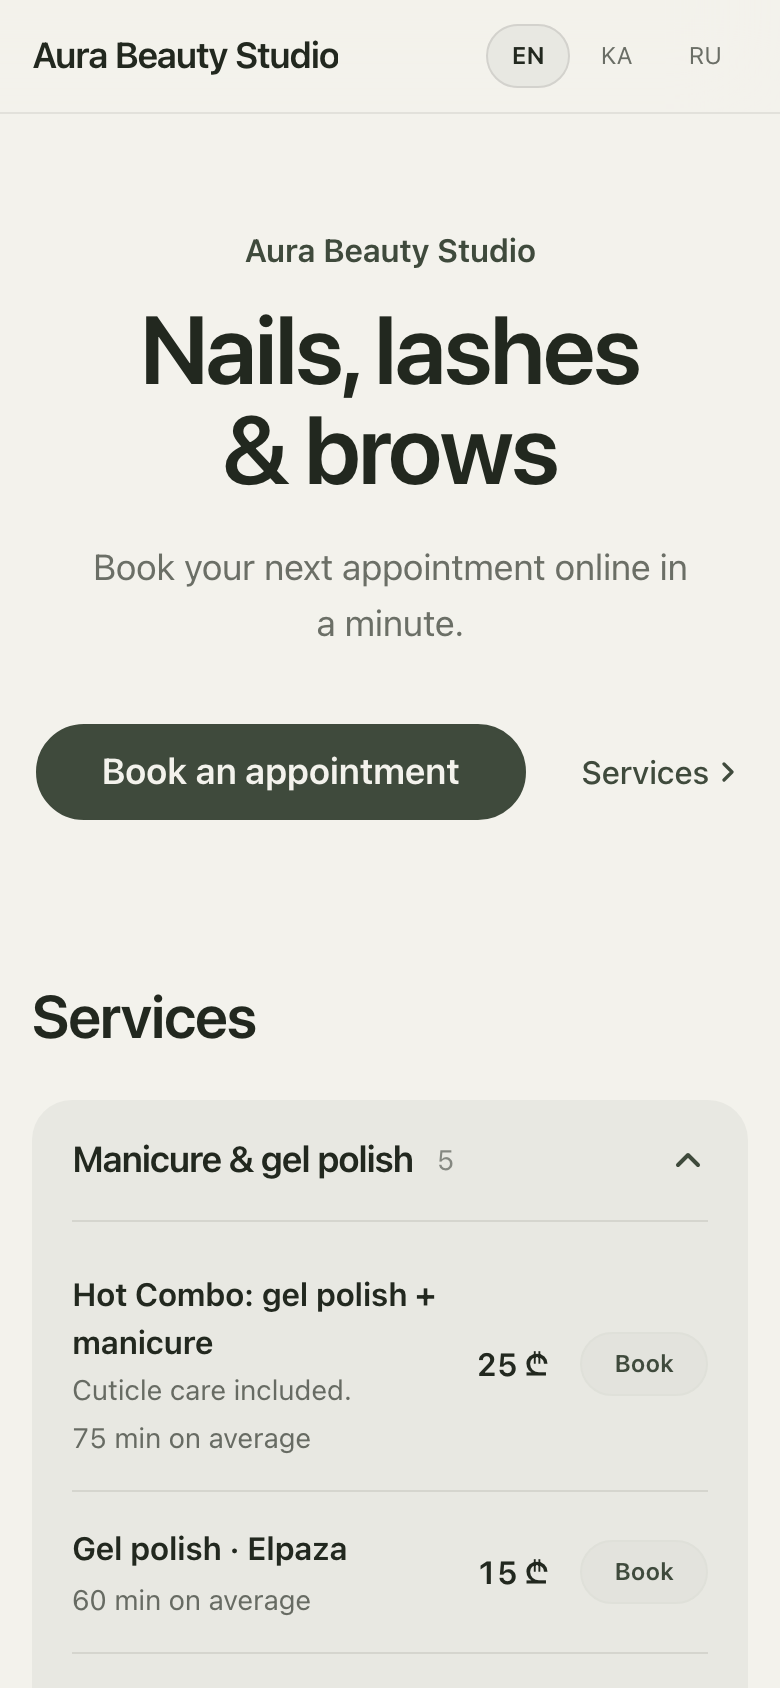 Aura Beauty Studio
EN
KA
RU
Aura Beauty Studio
Nails, lashes
& brows
Book your next appointment online in
a minute.
Book an appointment
Services
Services
Manicure & gel polish 5
Hot Combo: gel polish +
manicure
Cuticle care included.
75 min on average
25 ₾
Book
Gel polish · Elpaza
60 min on average
15 ₾
Book